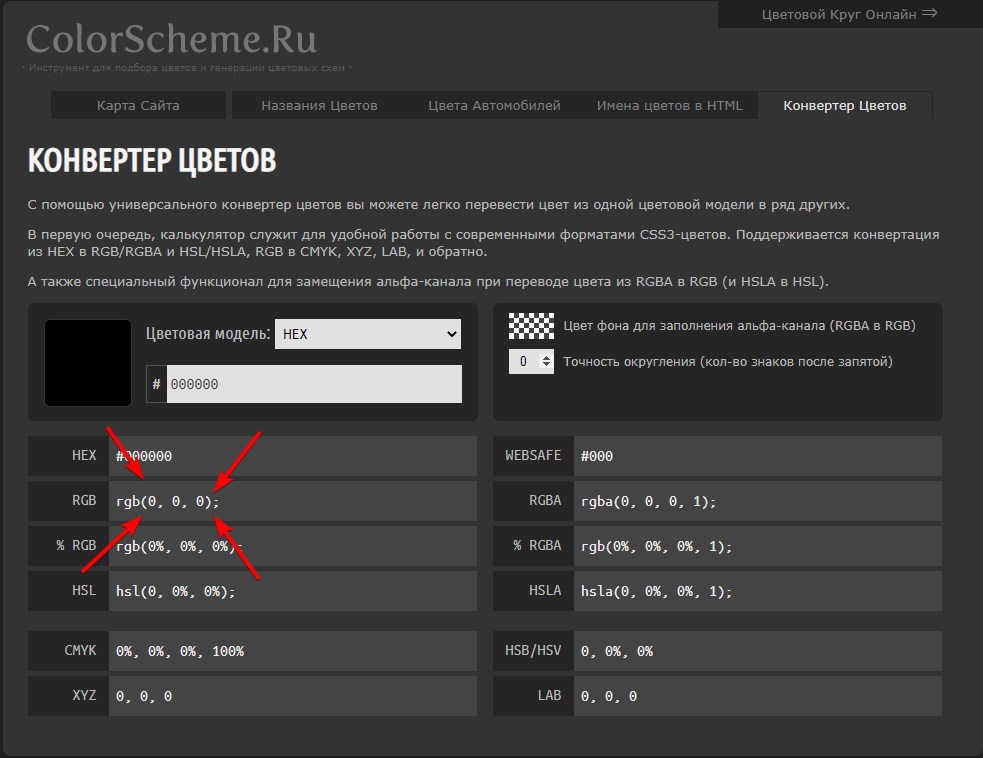 Цветовой Круг Онлайн ⇒
ColorScheme.Ru
· Инструмент для подбора цветов и генерации цветовых схем ·
Карта Сайта Названия Цветов Цвета Автомобилей Имена цветов в HTML Конвертер Цветов
КОНВЕРТЕР ЦВЕТОВ
С помощью универсального конвертер цветов вы можете легко перевести цвет из одной цветовой модели в ряд других.
В первую очередь, калькулятор служит для удобной работы с современными форматами CSS3-цветов. Поддерживается конвертация
из HEX в RGB/RGBA и HSL/HSLA, RGB в CMYK, XYZ, LAB, и обратно.
А также специальный функционал для замещения альфа-канала при переводе цвета из RGBA в RGB (и HSLA в HSL).
Цветовая модель: HEX
# 000000
Цвет фона для заполнения альфа-канала (RGBA в RGB)
0 Точность округления (кол-во знаков после запятой)
HEX #000000
WEBSAFE #000
RGB rgb(0, 0, 0);
RGBA rgba(0, 0, 0, 1);
% RGB rgb(0%, 0%, 0%);
% RGBA rgb(0%, 0%, 0%, 1);
HSL hsl(0, 0%, 0%);
HSLA hsla(0, 0%, 0%, 1);
CMYK 0%, 0%, 0%, 100%
HSB/HSV 0, 0%, 0%
XYZ 0, 0, 0
LAB 0, 0, 0